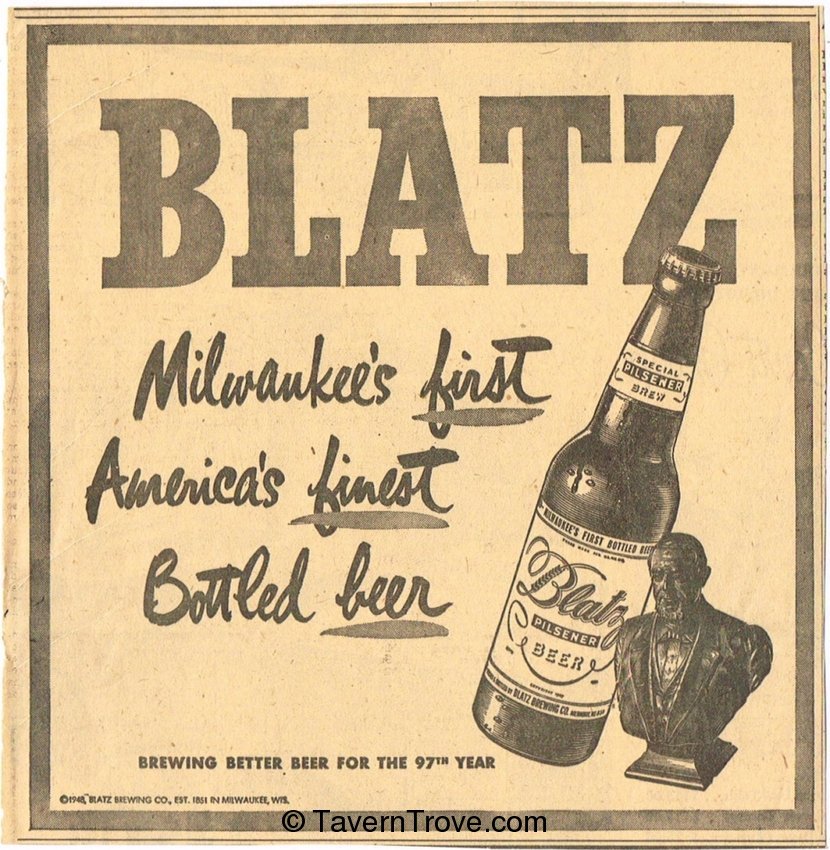 BLATZ
Milwaukee's first
America's finest
Bottled beer
SPECIAL
PILSENER
BREW
MILWAUKEE'S FIRST BOTTLED BEER
Blatz
PILSENER
BEER
BLATZ BREWING CO.
BREWING BETTER BEER FOR THE 97TH YEAR
©1948, BLATZ BREWING CO., EST. 1851 IN MILWAUKEE, WIS.
© TavernTrove.com